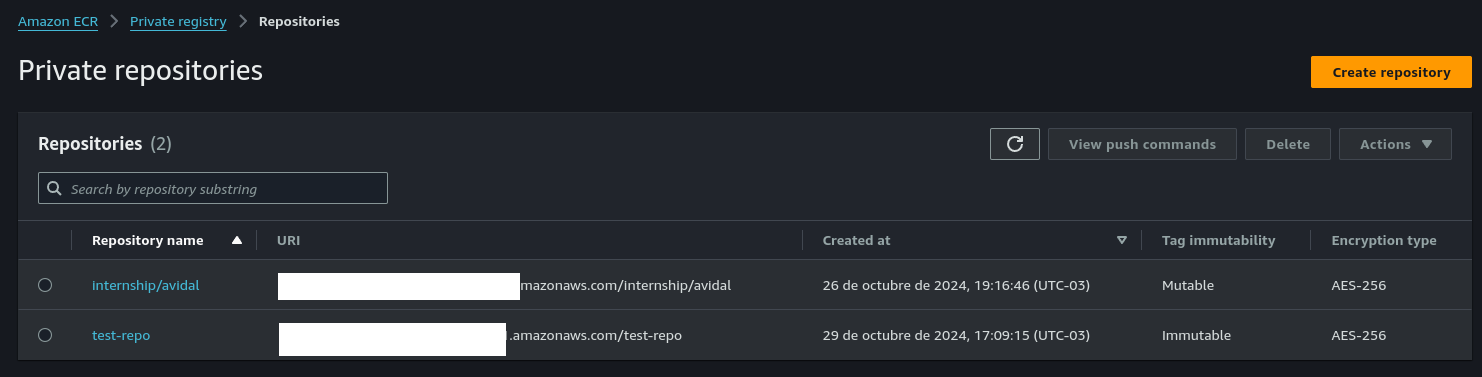 Amazon ECR > Private registry > Repositories
Private repositories
Create repository
Repositories (2)
View push commands
Delete
Actions
Search by repository substring
Repository name URI Created at Tag immutability Encryption type
internship/avidal mazonaws.com/internship/avidal 26 de octubre de 2024, 19:16:46 (UTC-03) Mutable AES-256
test-repo .amazonaws.com/test-repo 29 de octubre de 2024, 17:09:15 (UTC-03) Immutable AES-256